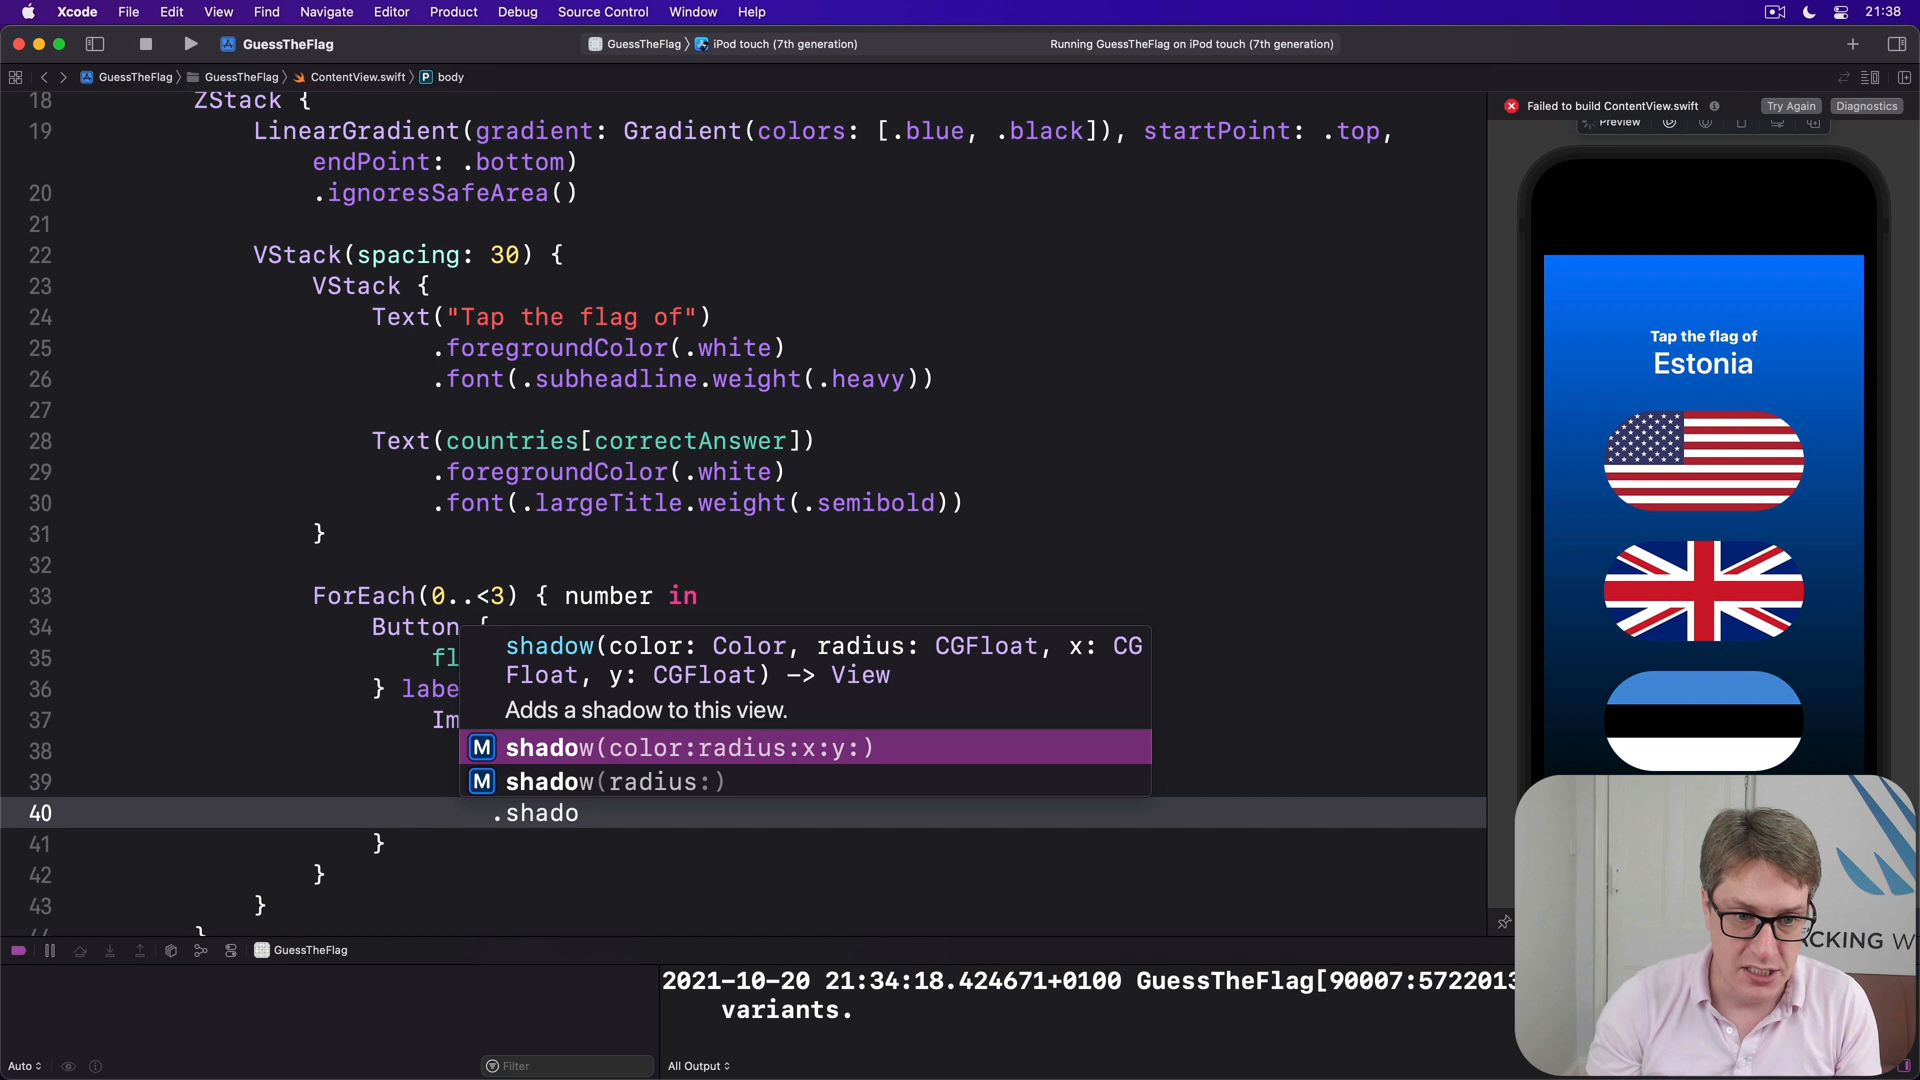 Xcode File Edit View Find Navigate Editor Product Debug Source Control Window Help 21:38
GuessTheFlag GuessTheFlag iPod touch (7th generation) Running GuessTheFlag on iPod touch (7th generation)
GuessTheFlag GuessTheFlag ContentView.swift P body
Failed to build ContentView.swift Try Again Diagnostics
Preview
18 ZStack {
19 LinearGradient(gradient: Gradient(colors: [.blue, .black]), startPoint: .top,
endPoint: .bottom)
20 .ignoresSafeArea()
21
22 VStack(spacing: 30) {
23 VStack {
24 Text("Tap the flag of")
25 .foregroundColor(.white)
26 .font(.subheadline.weight(.heavy))
27
28 Text(countries[correctAnswer])
29 .foregroundColor(.white)
30 .font(.largeTitle.weight(.semibold))
31 }
32
33 ForEach(0..<3) { number in
34 Button {
35 fl
36 } labe
37 Im
38
39
40 .shado
41 }
42 }
43 }
44 }
shadow(color: Color, radius: CGFloat, x: CG
Float, y: CGFloat) -> View
Adds a shadow to this view.
M shadow(color:radius:x:y:)
M shadow(radius:)
Tap the flag of
Estonia
GuessTheFlag
2021-10-20 21:34:18.424671+0100 GuessTheFlag[90007:5722013
variants.
Auto Filter All Output
ACKING W